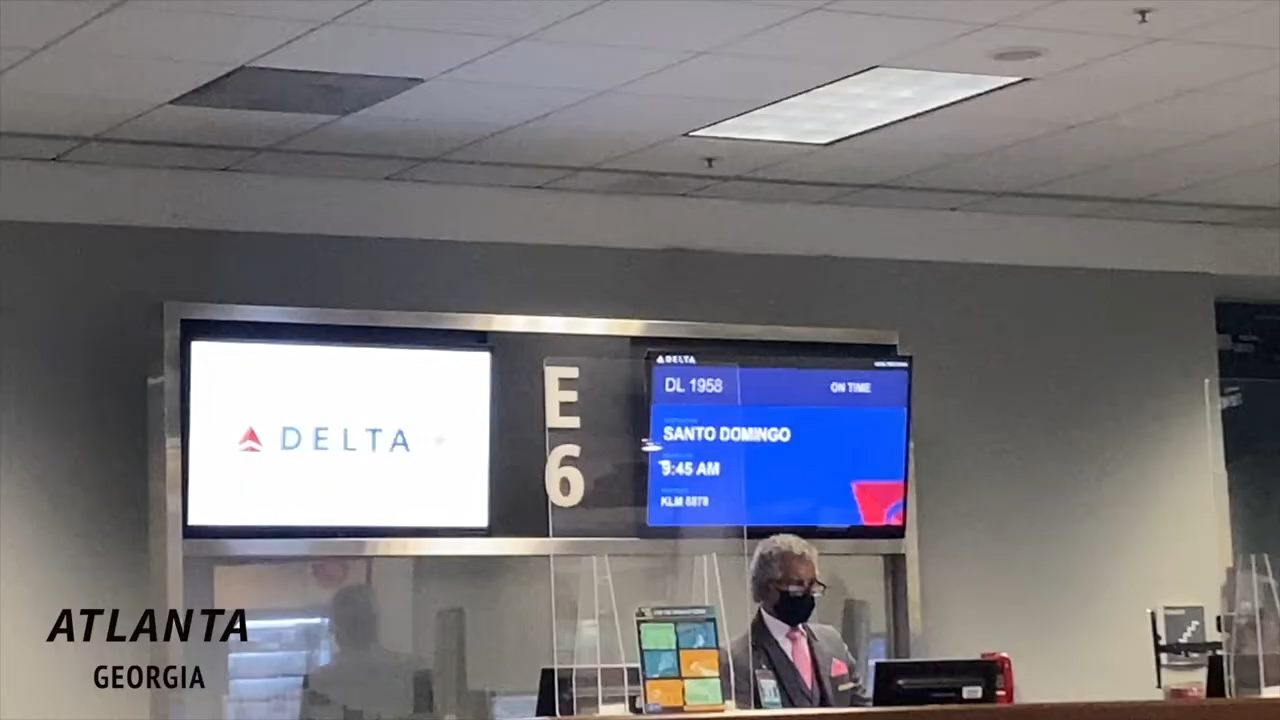 DELTA
E
6
DELTA
DL 1958
ON TIME
SANTO DOMINGO
9:45 AM
KLM 5878
ATLANTA
GEORGIA